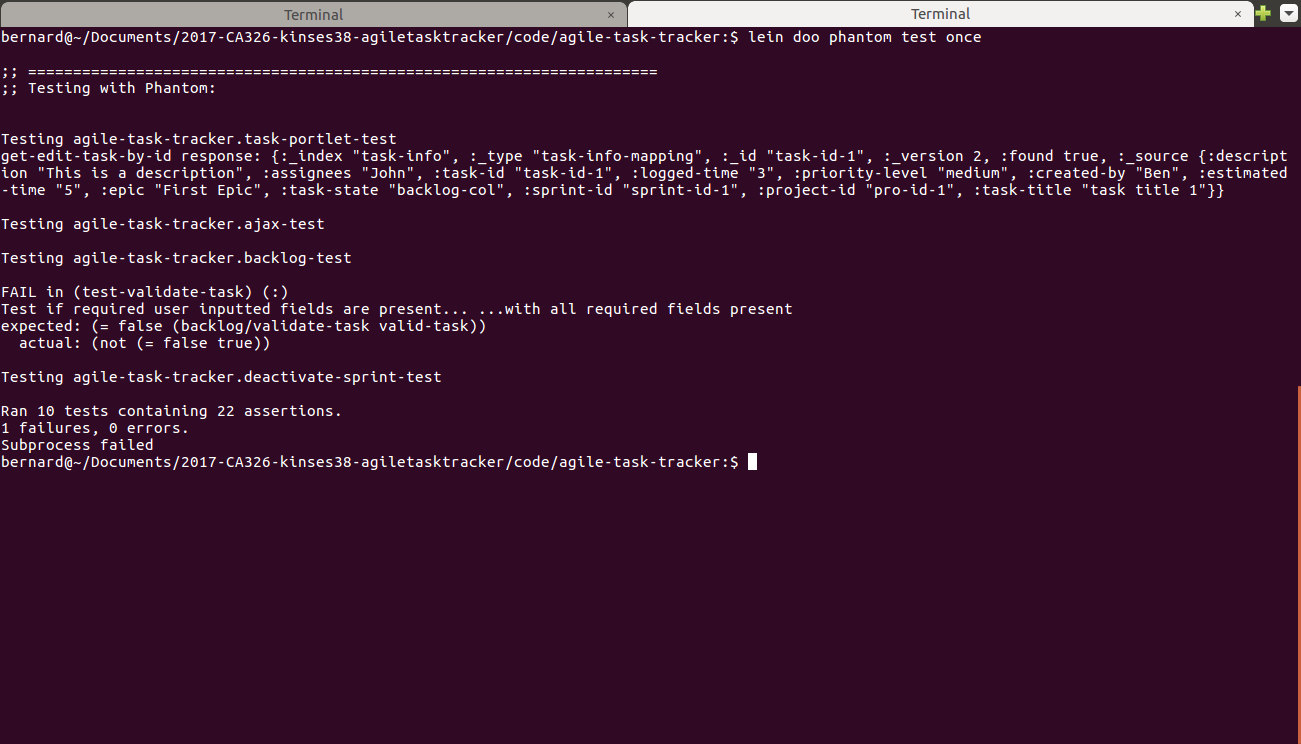 Terminal × Terminal ×
bernard@~/Documents/2017-CA326-kinses38-agiletasktracker/code/agile-task-tracker:$ lein doo phantom test once
;; ======================================================================
;; Testing with Phantom:
Testing agile-task-tracker.task-portlet-test
get-edit-task-by-id response: {:_index "task-info", :_type "task-info-mapping", :_id "task-id-1", :_version 2, :found true, :_source {:descript
ion "This is a description", :assignees "John", :task-id "task-id-1", :logged-time "3", :priority-level "medium", :created-by "Ben", :estimated
-time "5", :epic "First Epic", :task-state "backlog-col", :sprint-id "sprint-id-1", :project-id "pro-id-1", :task-title "task title 1"}}
Testing agile-task-tracker.ajax-test
Testing agile-task-tracker.backlog-test
FAIL in (test-validate-task) (:)
Test if required user inputted fields are present... ...with all required fields present
expected: (= false (backlog/validate-task valid-task))
  actual: (not (= false true))
Testing agile-task-tracker.deactivate-sprint-test
Ran 10 tests containing 22 assertions.
1 failures, 0 errors.
Subprocess failed
bernard@~/Documents/2017-CA326-kinses38-agiletasktracker/code/agile-task-tracker:$